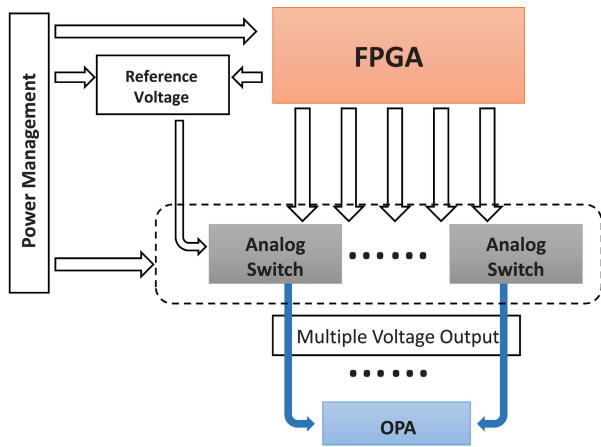 Power Management
FPGA
Reference
Voltage
Analog
Switch
Analog
Switch
Multiple Voltage Output
OPA